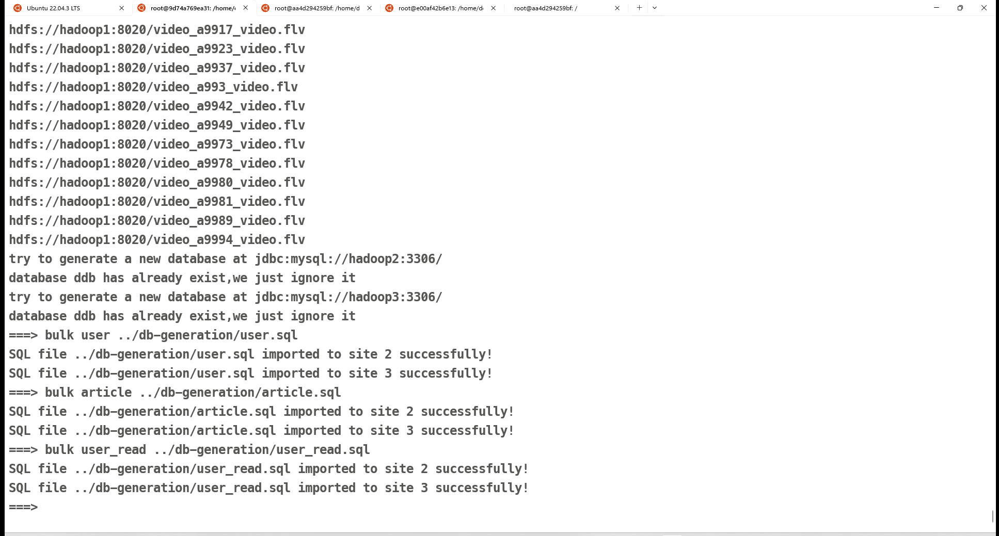 Ubuntu 22.04.3 LTS
root@9d74a769ea31: /home/
root@aa4d294259bf: /home/d
root@e00af42b6e13: /home/d
root@aa4d294259bf: /
hdfs://hadoop1:8020/video_a9917_video.flv
hdfs://hadoop1:8020/video_a9923_video.flv
hdfs://hadoop1:8020/video_a9937_video.flv
hdfs://hadoop1:8020/video_a993_video.flv
hdfs://hadoop1:8020/video_a9942_video.flv
hdfs://hadoop1:8020/video_a9949_video.flv
hdfs://hadoop1:8020/video_a9973_video.flv
hdfs://hadoop1:8020/video_a9978_video.flv
hdfs://hadoop1:8020/video_a9980_video.flv
hdfs://hadoop1:8020/video_a9981_video.flv
hdfs://hadoop1:8020/video_a9989_video.flv
hdfs://hadoop1:8020/video_a9994_video.flv
try to generate a new database at jdbc:mysql://hadoop2:3306/
database ddb has already exist,we just ignore it
try to generate a new database at jdbc:mysql://hadoop3:3306/
database ddb has already exist,we just ignore it
===> bulk user ../db-generation/user.sql
SQL file ../db-generation/user.sql imported to site 2 successfully!
SQL file ../db-generation/user.sql imported to site 3 successfully!
===> bulk article ../db-generation/article.sql
SQL file ../db-generation/article.sql imported to site 2 successfully!
SQL file ../db-generation/article.sql imported to site 3 successfully!
===> bulk user_read ../db-generation/user_read.sql
SQL file ../db-generation/user_read.sql imported to site 2 successfully!
SQL file ../db-generation/user_read.sql imported to site 3 successfully!
===>